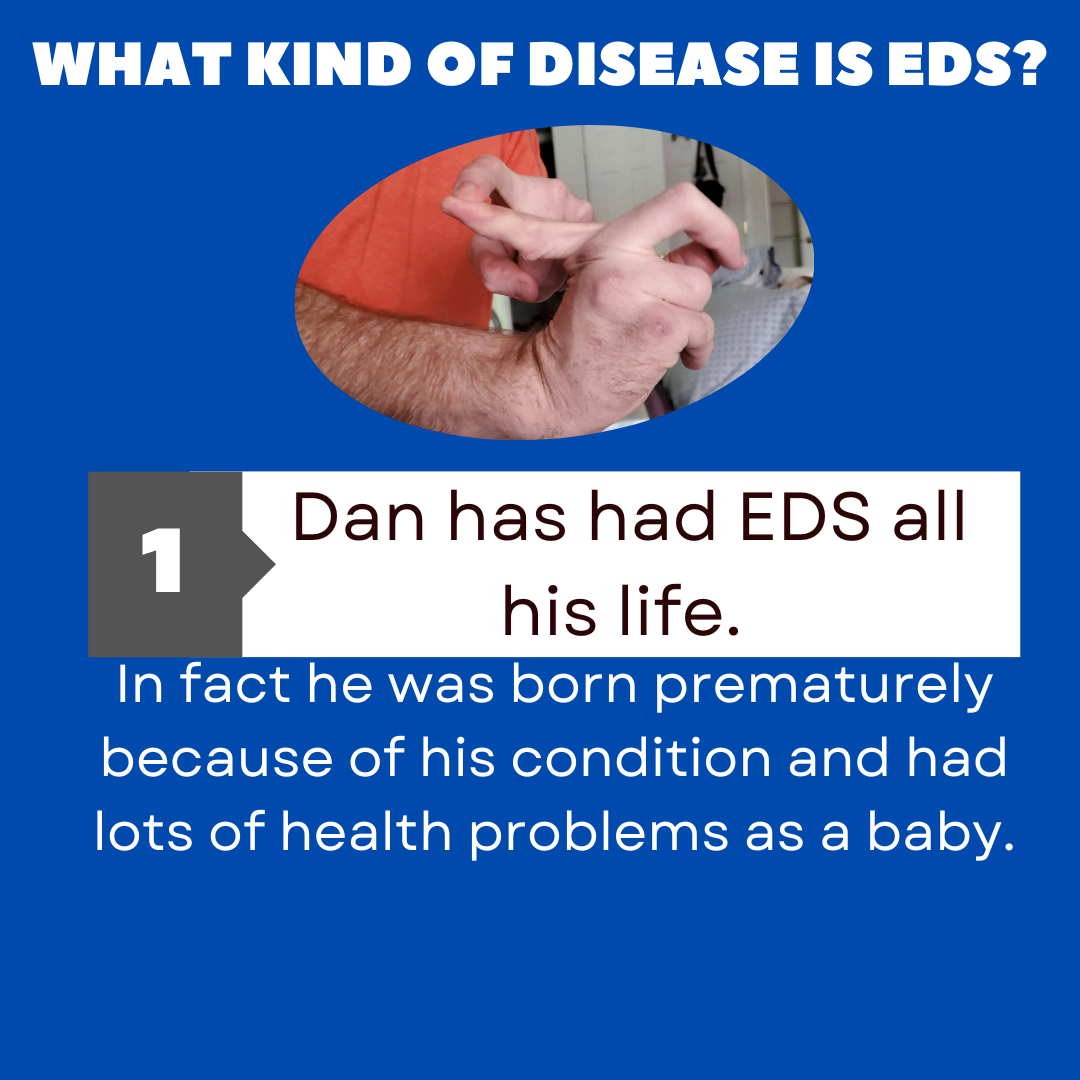 WHAT KIND OF DISEASE IS EDS?
1
Dan has had EDS all
his life.
In fact he was born prematurely
because of his condition and had
lots of health problems as a baby.